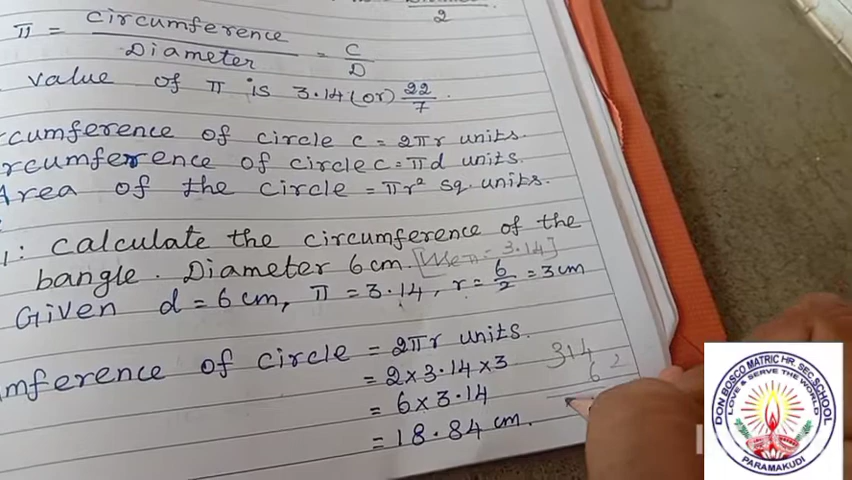 2
π = Circumference / Diameter = C / D
value of π is 3.14 (or) 22/7.
rcumference of circle c = 2πr units.
rcumference of circle c = πd units.
Area of the circle = πr² sq. units.
1: Calculate the circumference of the
bangle. Diameter 6 cm. [Use π = 3.14]
Given d = 6 cm, π = 3.14, r = 6/2 = 3 cm
mference of circle = 2πr units.
= 2 × 3.14 × 3
= 6 × 3.14
= 18.84 cm.
314
6 2
DON BOSCO MATRIC HR. SEC SCHOOL
LOVE & SERVE THE WORLD
PARAMAKUDI